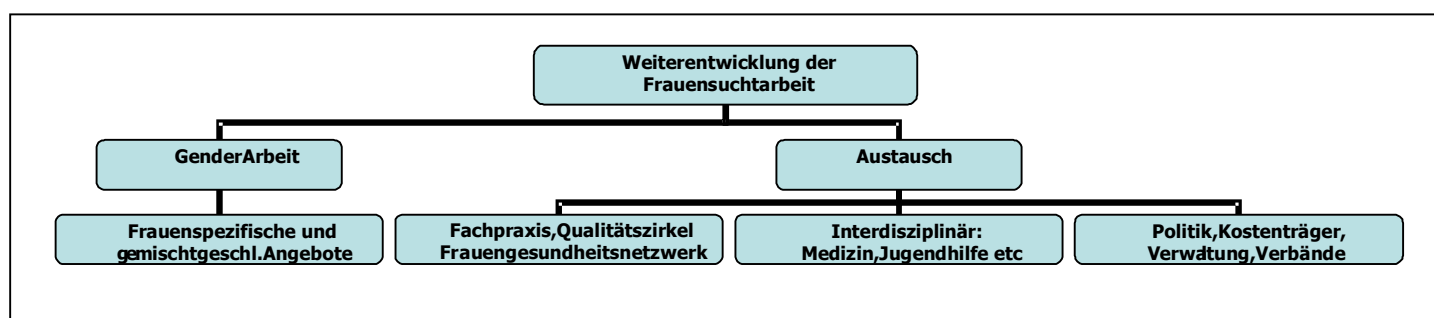 Weiterentwicklung der
Frauensuchtarbeit
GenderArbeit
Austausch
Frauenspezifische und
gemischtgeschl.Angebote
Fachpraxis,Qualitätszirkel
Frauengesundheitsnetzwerk
Interdisziplinär:
Medizin,Jugendhilfe etc
Politik,Kostenträger,
Verwaltung,Verbände